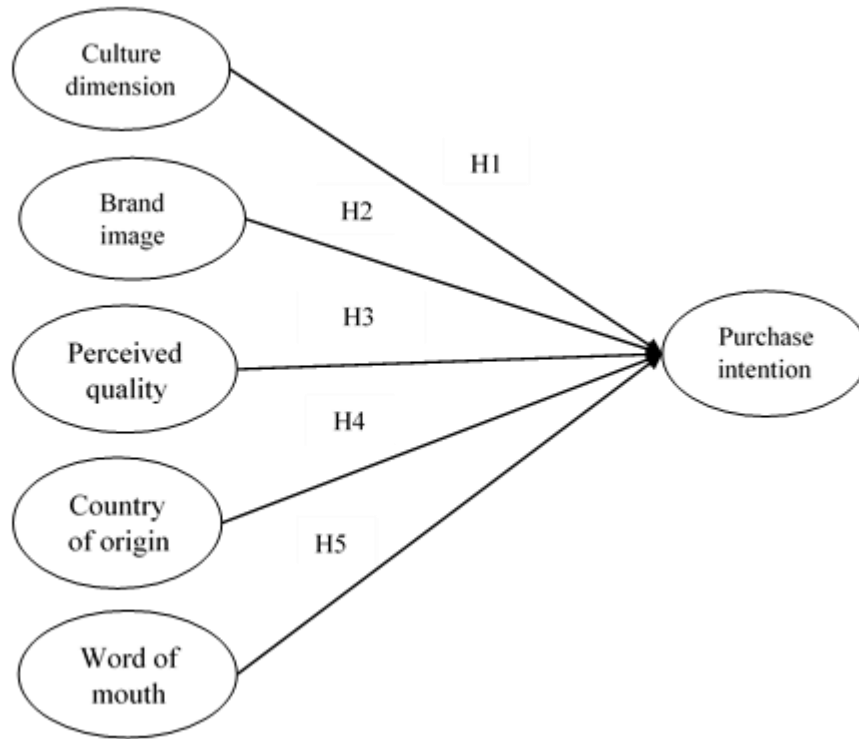 Culture
dimension
H1
Brand
image
H2
Perceived
quality
H3
Purchase
intention
Country
of origin
H4
Word of
mouth
H5